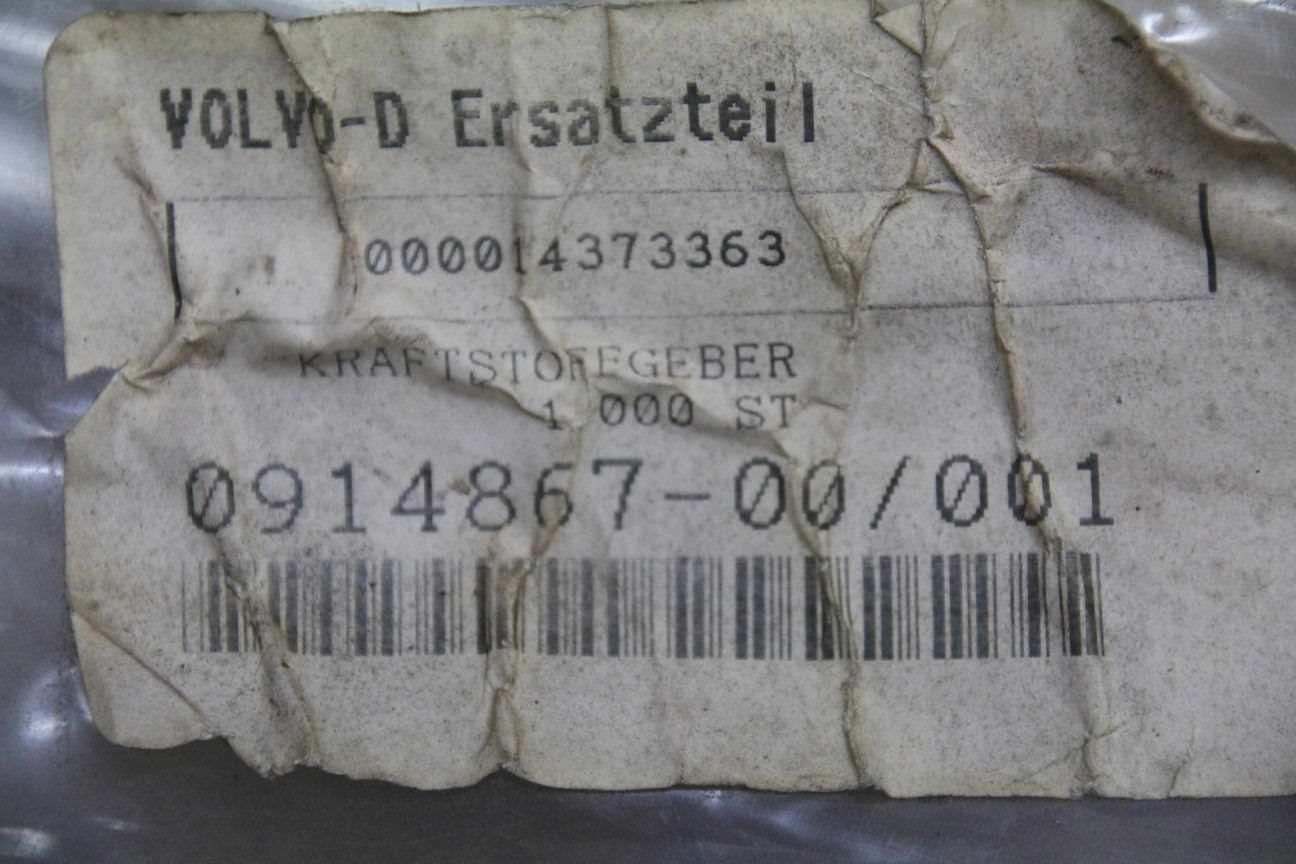 VOLVO-D Ersatzteil
000014373363
KRAFTSTOFFGEBER
1 000 ST
0914867-00/001